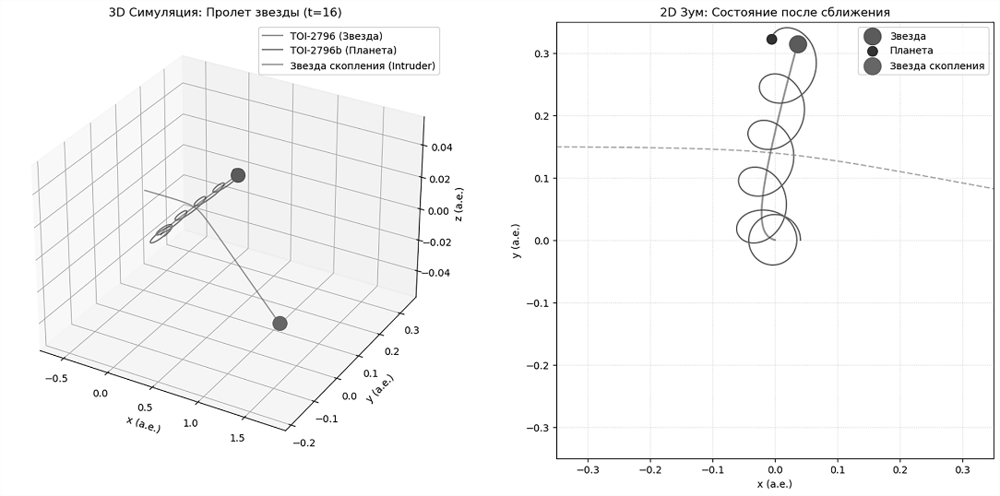 3D Симуляция: Пролет звезды (t=16)
TOI-2796 (Звезда)
TOI-2796b (Планета)
Звезда скопления (Intruder)
0.04
0.02
0.00
−0.02
−0.04
z (а.е.)
−0.5
0.0
0.5
1.0
1.5
x (а.е.)
−0.2
−0.1
0.0
0.1
0.2
0.3
y (а.е.)
2D Зум: Состояние после сближения
Звезда
Планета
Звезда скопления
0.3
0.2
0.1
0.0
−0.1
−0.2
−0.3
y (а.е.)
−0.3
−0.2
−0.1
0.0
0.1
0.2
0.3
x (а.е.)